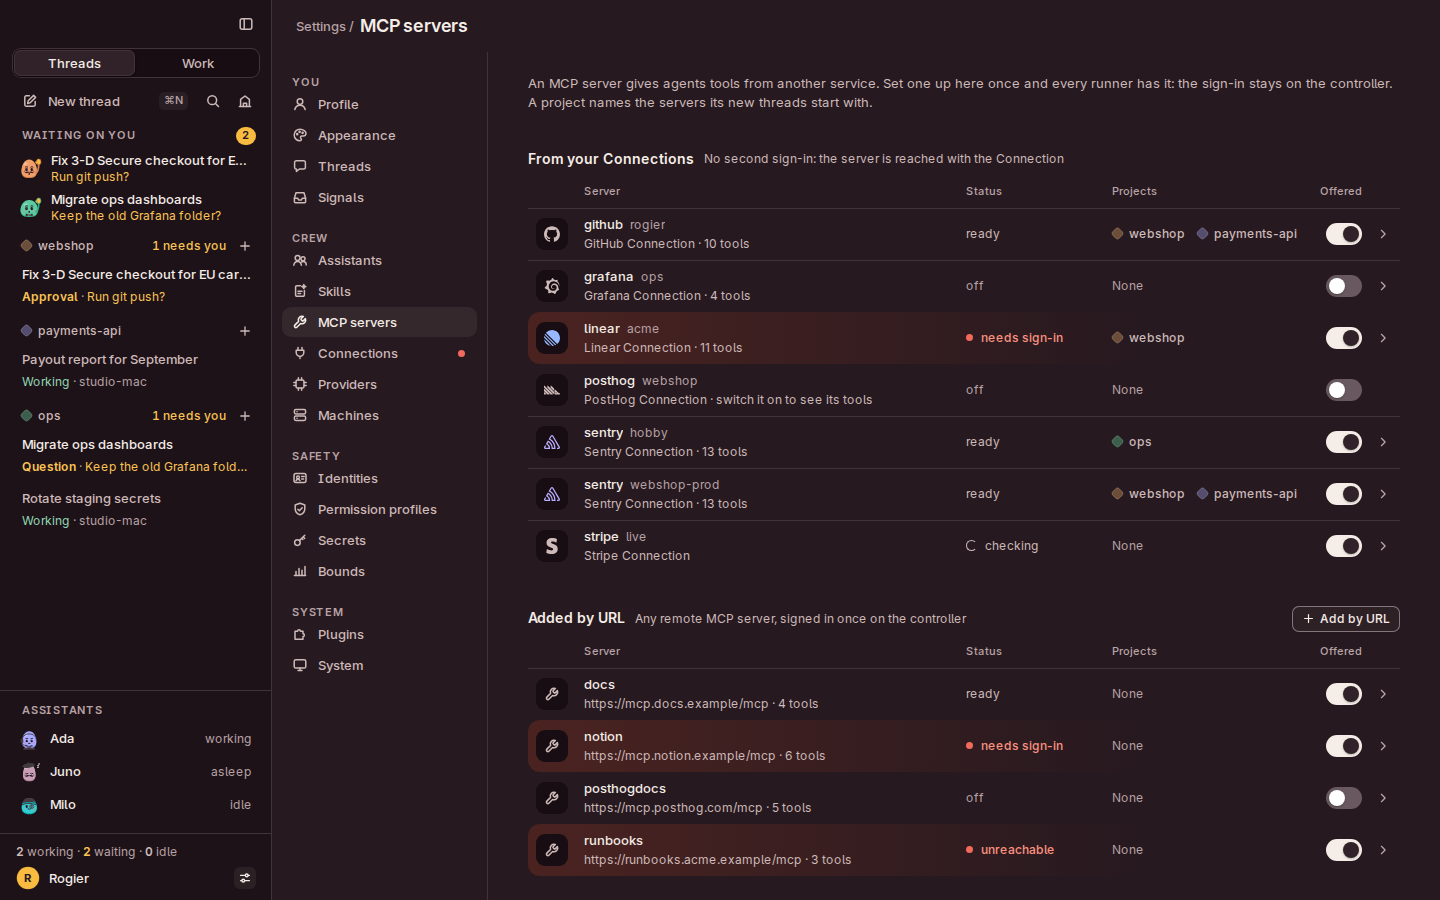 Threads
Work
New thread
⌘N
WAITING ON YOU
2
Fix 3-D Secure checkout for E...
Run git push?
Migrate ops dashboards
Keep the old Grafana folder?
webshop
1 needs you
Fix 3-D Secure checkout for EU car...
Approval · Run git push?
payments-api
Payout report for September
Working · studio-mac
ops
1 needs you
Migrate ops dashboards
Question · Keep the old Grafana fold...
Rotate staging secrets
Working · studio-mac
ASSISTANTS
Ada
working
Juno
asleep
Milo
idle
2 working · 2 waiting · 0 idle
R
Rogier
Settings / MCP servers
YOU
Profile
Appearance
Threads
Signals
CREW
Assistants
Skills
MCP servers
Connections
Providers
Machines
SAFETY
Identities
Permission profiles
Secrets
Bounds
SYSTEM
Plugins
System
An MCP server gives agents tools from another service. Set one up here once and every runner has it: the sign-in stays on the controller.
A project names the servers its new threads start with.
From your Connections No second sign-in: the server is reached with the Connection
Server Status Projects Offered
github rogier
GitHub Connection · 10 tools
ready
webshop payments-api
grafana ops
Grafana Connection · 4 tools
off
None
linear acme
Linear Connection · 11 tools
needs sign-in
webshop
posthog webshop
PostHog Connection · switch it on to see its tools
off
None
sentry hobby
Sentry Connection · 13 tools
ready
ops
sentry webshop-prod
Sentry Connection · 13 tools
ready
webshop payments-api
stripe live
Stripe Connection
checking
None
Added by URL Any remote MCP server, signed in once on the controller
Add by URL
Server Status Projects Offered
docs
https://mcp.docs.example/mcp · 4 tools
ready
None
notion
https://mcp.notion.example/mcp · 6 tools
needs sign-in
None
posthogdocs
https://mcp.posthog.com/mcp · 5 tools
off
None
runbooks
https://runbooks.acme.example/mcp · 3 tools
unreachable
None